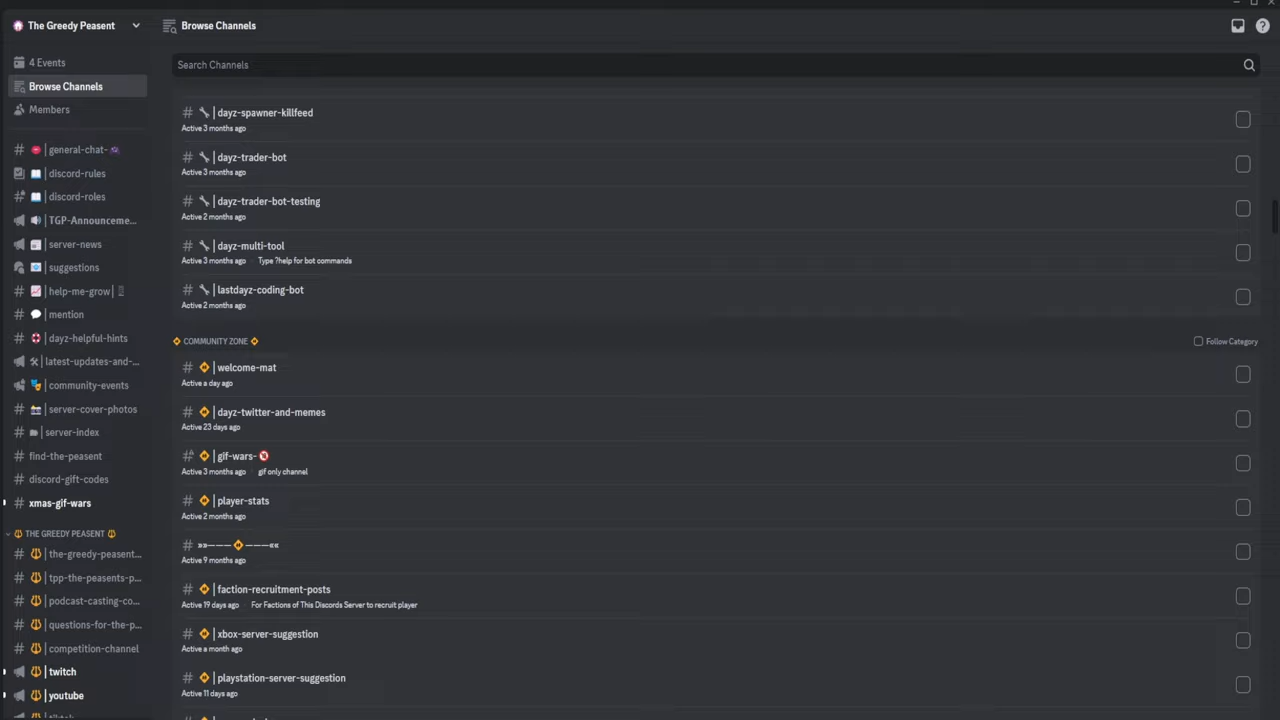 The Greedy Peasent
Browse Channels
4 Events
Browse Channels
Members
general-chat-
discord-rules
discord-roles
TGP-Announceme...
server-news
suggestions
help-me-grow |
mention
dayz-helpful-hints
latest-updates-and-...
community-events
server-cover-photos
server-index
find-the-peasent
discord-gift-codes
xmas-gif-wars
THE GREEDY PEASENT
the-greedy-peasent...
tpp-the-peasents-p...
podcast-casting-co...
questions-for-the-p...
competition-channel
twitch
youtube
tiktok
Search Channels
# | dayz-spawner-killfeed
Active 3 months ago
# | dayz-trader-bot
Active 3 months ago
# | dayz-trader-bot-testing
Active 2 months ago
# | dayz-multi-tool
Active 3 months ago Type ?help for bot commands
# | lastdayz-coding-bot
Active 2 months ago
COMMUNITY ZONE
Follow Category
# | welcome-mat
Active a day ago
# | dayz-twitter-and-memes
Active 23 days ago
# | gif-wars-
Active 3 months ago gif only channel
# | player-stats
Active 2 months ago
# »»———  ———««
Active 9 months ago
# | faction-recruitment-posts
Active 19 days ago For Factions of This Discords Server to recruit player
# | xbox-server-suggestion
Active a month ago
# | playstation-server-suggestion
Active 11 days ago